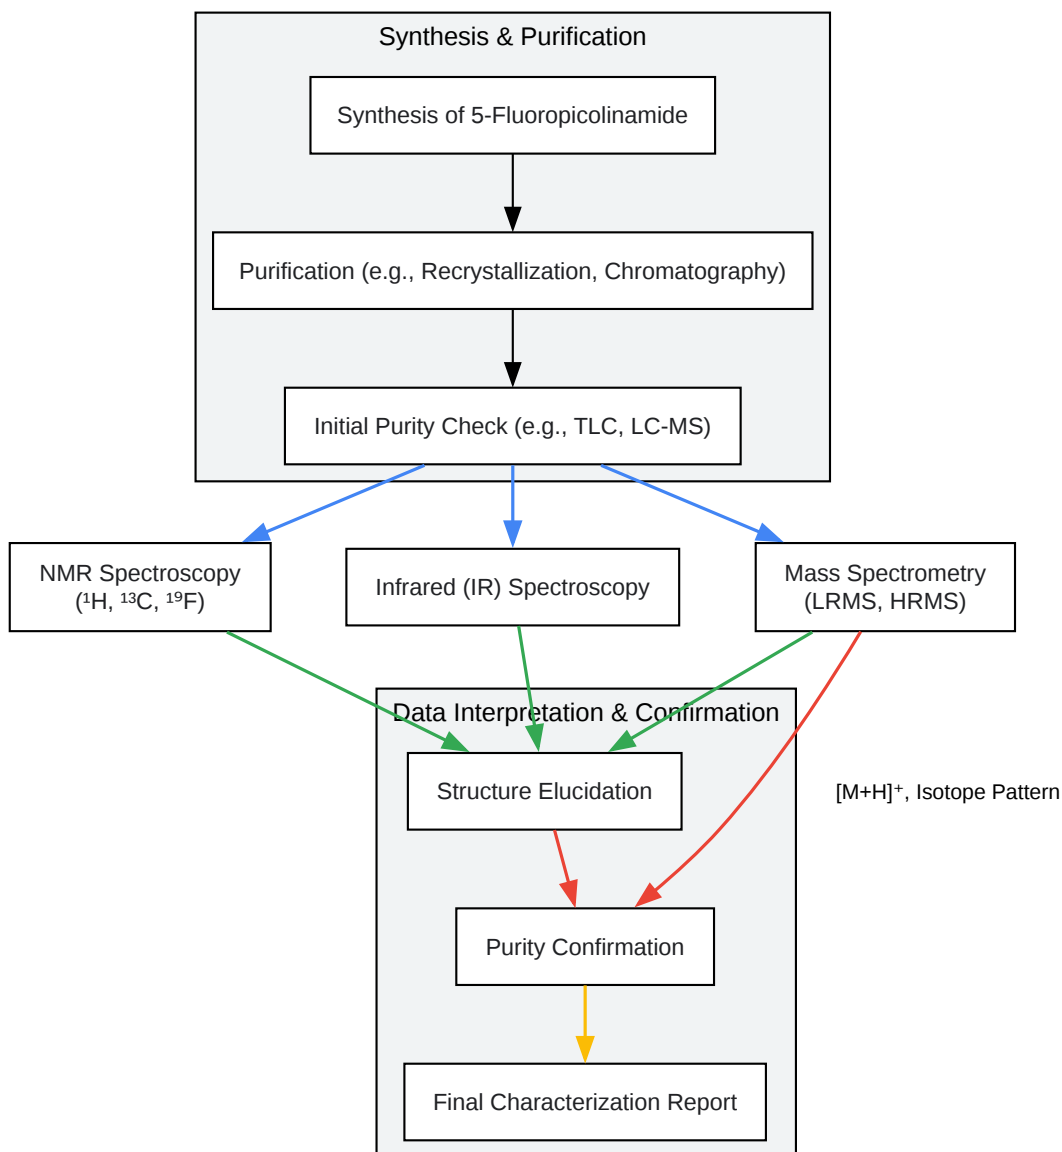 Synthesis & Purification
Synthesis of 5-Fluoropicolinamide
Purification (e.g., Recrystallization, Chromatography)
Initial Purity Check (e.g., TLC, LC-MS)
NMR Spectroscopy
(¹H, ¹³C, ¹⁹F)
Infrared (IR) Spectroscopy
Mass Spectrometry
(LRMS, HRMS)
Data Interpretation & Confirmation
Structure Elucidation
[M+H]⁺, Isotope Pattern
Purity Confirmation
Final Characterization Report